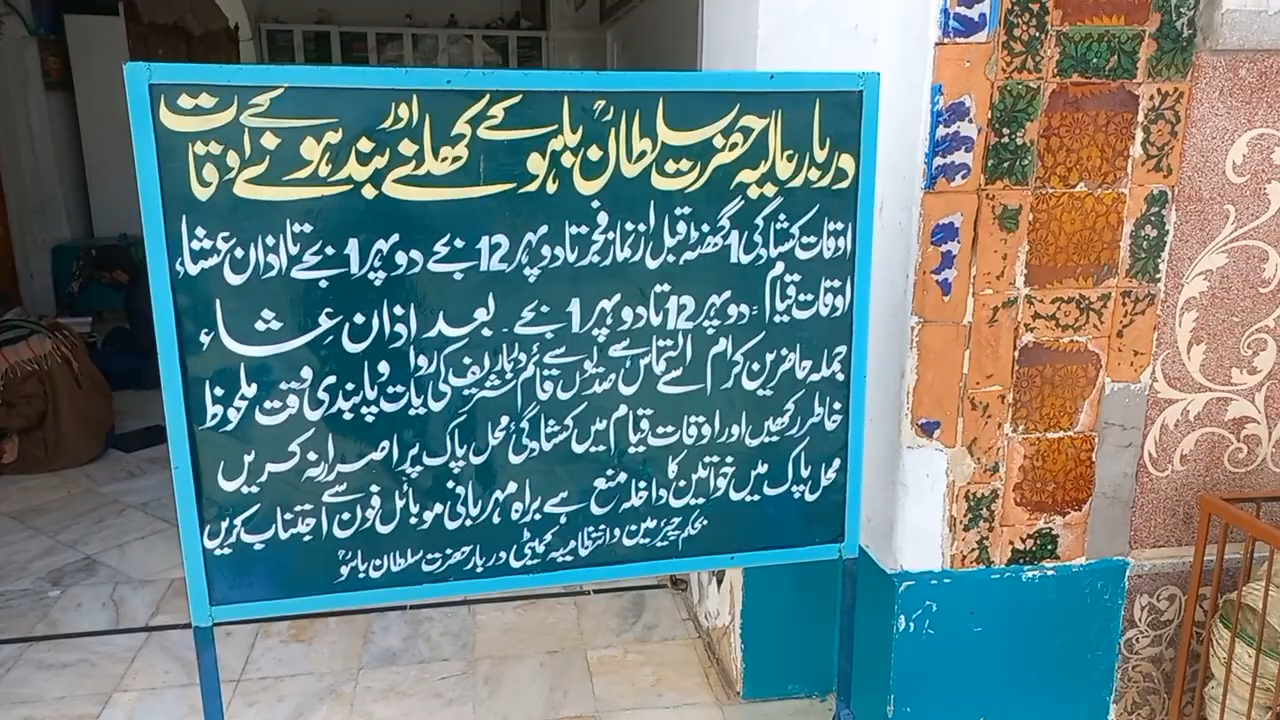 دربار عالیہ حضرت سلطان باہوؒ کے کھلنے اور بند ہونے کے اوقات
اوقات کشادگی 1 گھنٹہ قبل از نماز فجر تا دوپہر 12 بجے دوپہر 1 بجے تا اذان عشاء
اوقات قیام :۔ دوپہر 12 تا دوپہر 1 بجے ۔ بعد اذان عشاء
جملہ حاضرین کرام سے التماس ہے صدیوں سے قائم دربار شریف کی روایات و پابندی وقت ملحوظ
خاطر رکھیں اور اوقات قیام میں کشادگئ محل پاک پر اصرار نہ کریں
محل پاک میں خواتین کا داخلہ منع ہے براہ مہربانی موبائل فون سے اجتناب کریں
بحکم چیئرمین و انتظامیہ کمیٹی دربار حضرت سلطان باہوؒ